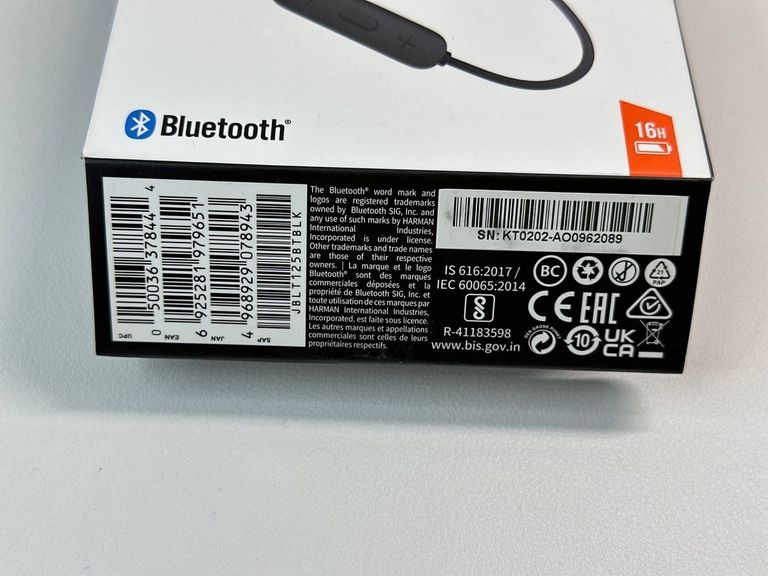 Bluetooth®
16H
0 50036 37844 4
UPC
6 925281 979651
EAN
4 968929 078943
JAN
JBLT125BTBLK
SAP
The Bluetooth® word mark and
logos are registered trademarks
owned by Bluetooth SIG, Inc. and
any use of such marks by HARMAN
International Industries,
Incorporated is under license.
Other trademarks and trade names
are those of their respective
owners. | La marque et le logo
Bluetooth® sont des marques
commerciales déposées et la
propriété de Bluetooth SIG, Inc. et
toute utilisation de ces marques par
HARMAN International Industries,
Incorporated, est faite sous licence.
Les autres marques et appellations
commerciales sont celles de leurs
propriétaires respectifs.
SN: KT0202-AO0962089
IS 616:2017 /
IEC 60065:2014
R-41183598
www.bis.gov.in
BC
21
PAP
CE EAC
DER GRÜNE PUNKT
10
UK
CA